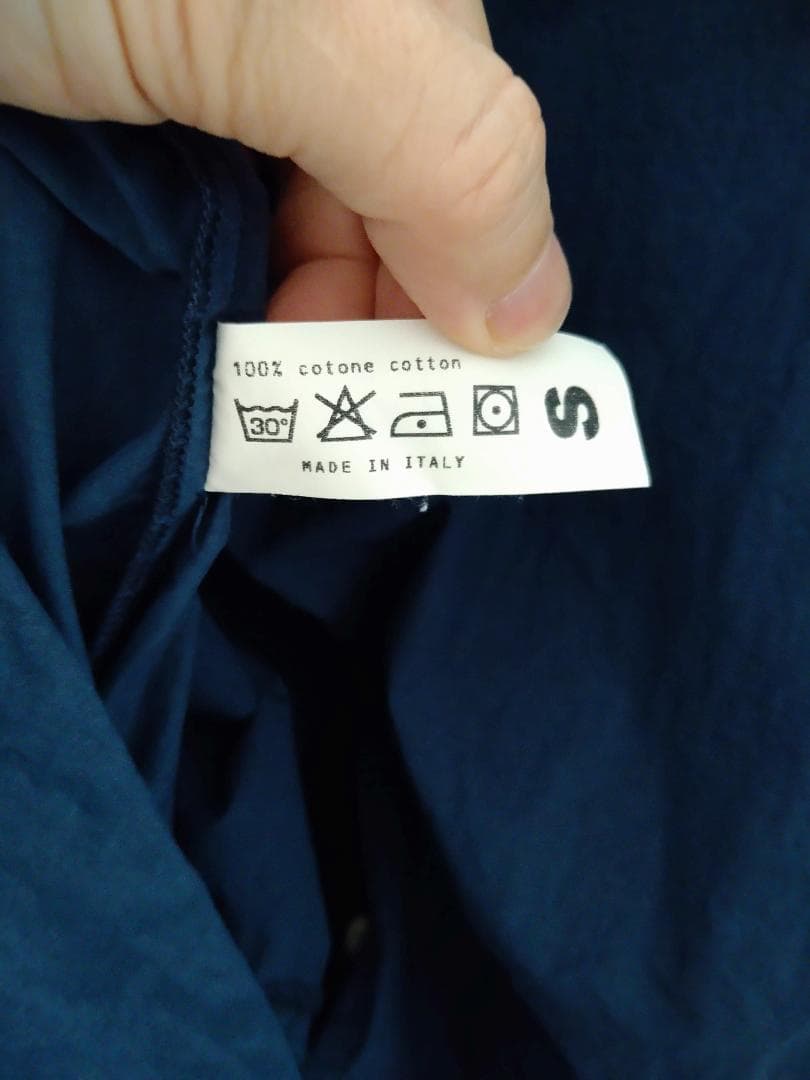 100% cotone cotton
30°
S
MADE IN ITALY